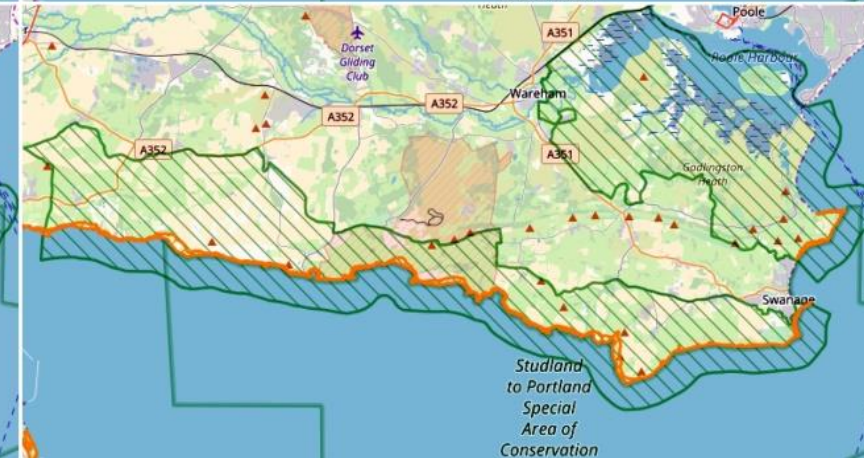 Heath
Poole
A351
Dorset
Gliding
Club
Poole Harbour
Wareham
A352
A352
A351
A352
Godlingston
Heath
Swanage
Studland
to Portland
Special
Area of
Conservation